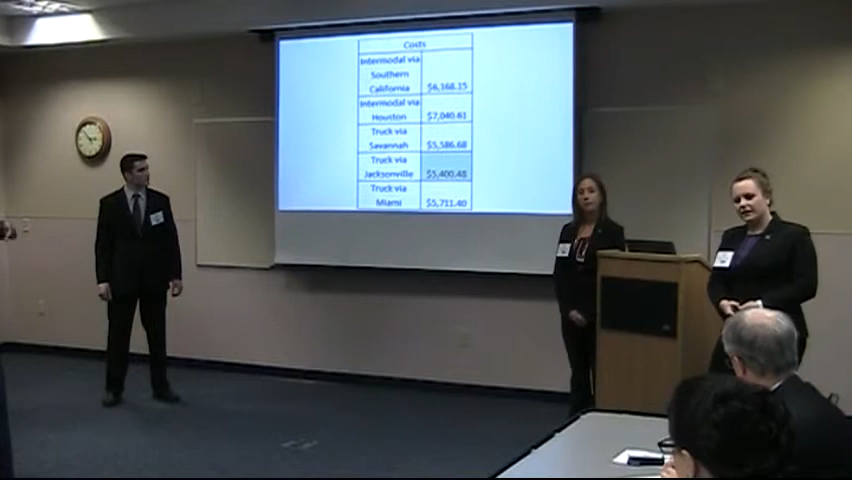 Costs
Intermodal via
Southern
California $6,168.15
Intermodal via
Houston $7,040.61
Truck via
Savannah $5,586.68
Truck via
Jacksonville $5,400.48
Truck via
Miami $5,711.40